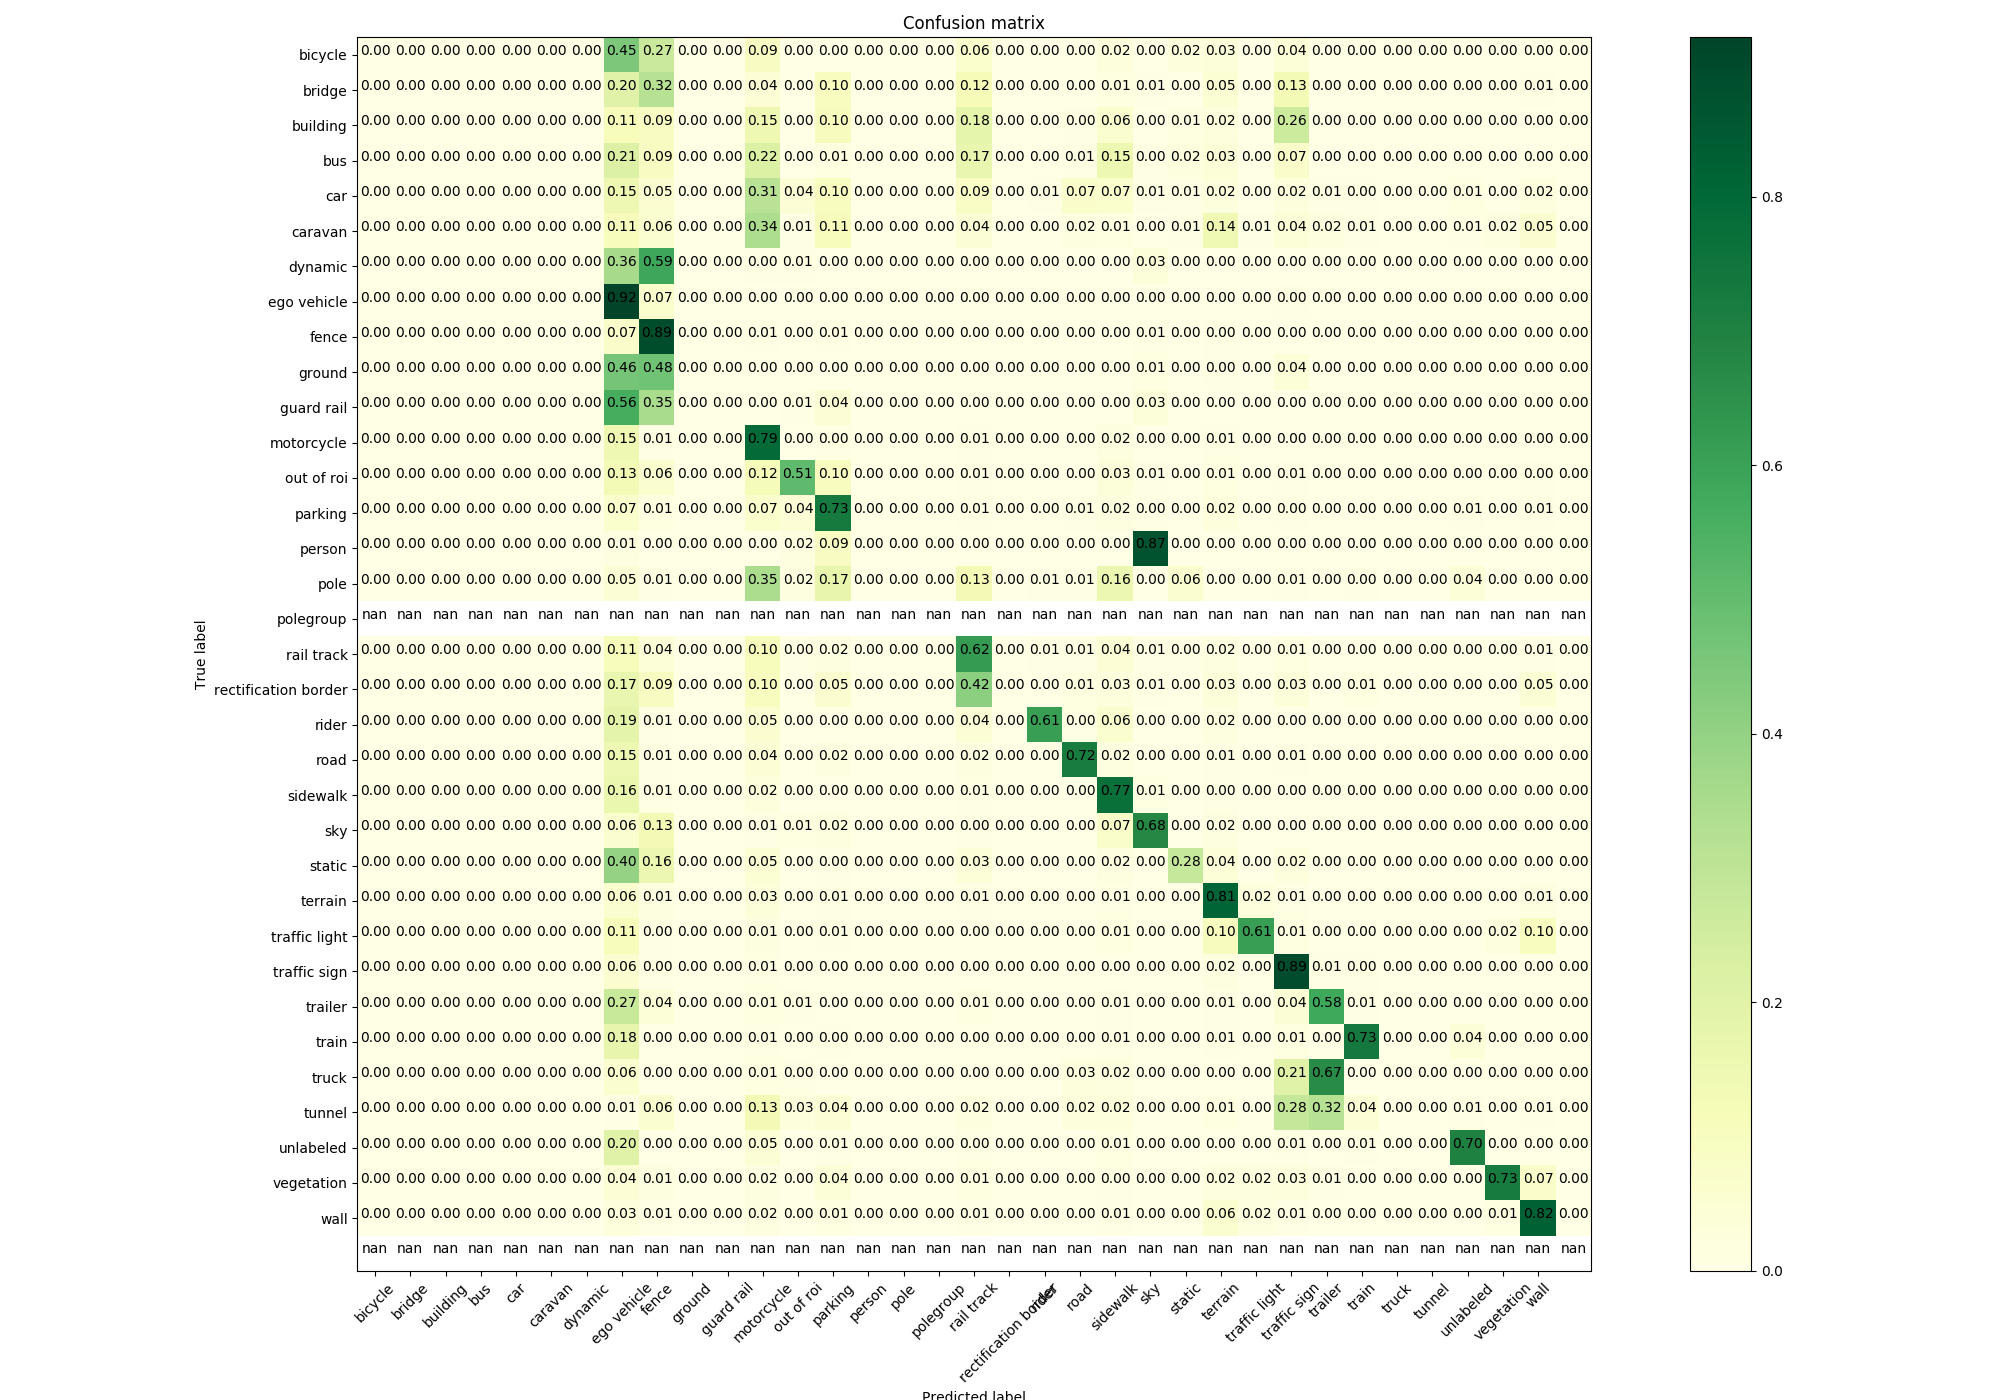 Confusion matrix
bicycle 0.00 0.00 0.00 0.00 0.00 0.00 0.00 0.45 0.27 0.00 0.00 0.09 0.00 0.00 0.00 0.00 0.00 0.06 0.00 0.00 0.00 0.02 0.00 0.02 0.03 0.00 0.04 0.00 0.00 0.00 0.00 0.00 0.00 0.00 0.00
bridge 0.00 0.00 0.00 0.00 0.00 0.00 0.00 0.20 0.32 0.00 0.00 0.04 0.00 0.10 0.00 0.00 0.00 0.12 0.00 0.00 0.00 0.01 0.01 0.00 0.05 0.00 0.13 0.00 0.00 0.00 0.00 0.00 0.00 0.01 0.00
building 0.00 0.00 0.00 0.00 0.00 0.00 0.00 0.11 0.09 0.00 0.00 0.15 0.00 0.10 0.00 0.00 0.00 0.18 0.00 0.00 0.00 0.06 0.00 0.01 0.02 0.00 0.26 0.00 0.00 0.00 0.00 0.00 0.00 0.00 0.00
bus 0.00 0.00 0.00 0.00 0.00 0.00 0.00 0.21 0.09 0.00 0.00 0.22 0.00 0.01 0.00 0.00 0.00 0.17 0.00 0.00 0.01 0.15 0.00 0.02 0.03 0.00 0.07 0.00 0.00 0.00 0.00 0.00 0.00 0.00 0.00
car 0.00 0.00 0.00 0.00 0.00 0.00 0.00 0.15 0.05 0.00 0.00 0.31 0.04 0.10 0.00 0.00 0.00 0.09 0.00 0.01 0.07 0.07 0.01 0.01 0.02 0.00 0.02 0.01 0.00 0.00 0.00 0.01 0.00 0.02 0.00
caravan 0.00 0.00 0.00 0.00 0.00 0.00 0.00 0.11 0.06 0.00 0.00 0.34 0.01 0.11 0.00 0.00 0.00 0.04 0.00 0.00 0.02 0.01 0.00 0.01 0.14 0.01 0.04 0.02 0.01 0.00 0.00 0.01 0.02 0.05 0.00
dynamic 0.00 0.00 0.00 0.00 0.00 0.00 0.00 0.36 0.59 0.00 0.00 0.00 0.01 0.00 0.00 0.00 0.00 0.00 0.00 0.00 0.00 0.00 0.03 0.00 0.00 0.00 0.00 0.00 0.00 0.00 0.00 0.00 0.00 0.00 0.00
ego vehicle 0.00 0.00 0.00 0.00 0.00 0.00 0.00 0.92 0.07 0.00 0.00 0.00 0.00 0.00 0.00 0.00 0.00 0.00 0.00 0.00 0.00 0.00 0.00 0.00 0.00 0.00 0.00 0.00 0.00 0.00 0.00 0.00 0.00 0.00 0.00
fence 0.00 0.00 0.00 0.00 0.00 0.00 0.00 0.07 0.89 0.00 0.00 0.01 0.00 0.01 0.00 0.00 0.00 0.00 0.00 0.00 0.00 0.00 0.01 0.00 0.00 0.00 0.00 0.00 0.00 0.00 0.00 0.00 0.00 0.00 0.00
ground 0.00 0.00 0.00 0.00 0.00 0.00 0.00 0.46 0.48 0.00 0.00 0.00 0.00 0.00 0.00 0.00 0.00 0.00 0.00 0.00 0.00 0.00 0.01 0.00 0.00 0.00 0.04 0.00 0.00 0.00 0.00 0.00 0.00 0.00 0.00
guard rail 0.00 0.00 0.00 0.00 0.00 0.00 0.00 0.56 0.35 0.00 0.00 0.00 0.01 0.04 0.00 0.00 0.00 0.00 0.00 0.00 0.00 0.00 0.03 0.00 0.00 0.00 0.00 0.00 0.00 0.00 0.00 0.00 0.00 0.00 0.00
motorcycle 0.00 0.00 0.00 0.00 0.00 0.00 0.00 0.15 0.01 0.00 0.00 0.79 0.00 0.00 0.00 0.00 0.00 0.01 0.00 0.00 0.00 0.02 0.00 0.00 0.01 0.00 0.00 0.00 0.00 0.00 0.00 0.00 0.00 0.00 0.00
out of roi 0.00 0.00 0.00 0.00 0.00 0.00 0.00 0.13 0.06 0.00 0.00 0.12 0.51 0.10 0.00 0.00 0.00 0.01 0.00 0.00 0.00 0.03 0.01 0.00 0.01 0.00 0.01 0.00 0.00 0.00 0.00 0.00 0.00 0.00 0.00
parking 0.00 0.00 0.00 0.00 0.00 0.00 0.00 0.07 0.01 0.00 0.00 0.07 0.04 0.73 0.00 0.00 0.00 0.01 0.00 0.00 0.01 0.02 0.00 0.00 0.02 0.00 0.00 0.00 0.00 0.00 0.00 0.01 0.00 0.01 0.00
person 0.00 0.00 0.00 0.00 0.00 0.00 0.00 0.01 0.00 0.00 0.00 0.00 0.02 0.09 0.00 0.00 0.00 0.00 0.00 0.00 0.00 0.00 0.87 0.00 0.00 0.00 0.00 0.00 0.00 0.00 0.00 0.00 0.00 0.00 0.00
pole 0.00 0.00 0.00 0.00 0.00 0.00 0.00 0.05 0.01 0.00 0.00 0.35 0.02 0.17 0.00 0.00 0.00 0.13 0.00 0.01 0.01 0.16 0.00 0.06 0.00 0.00 0.01 0.00 0.00 0.00 0.00 0.04 0.00 0.00 0.00
polegroup nan nan nan nan nan nan nan nan nan nan nan nan nan nan nan nan nan nan nan nan nan nan nan nan nan nan nan nan nan nan nan nan nan nan nan
rail track 0.00 0.00 0.00 0.00 0.00 0.00 0.00 0.11 0.04 0.00 0.00 0.10 0.00 0.02 0.00 0.00 0.00 0.62 0.00 0.01 0.01 0.04 0.01 0.00 0.02 0.00 0.01 0.00 0.00 0.00 0.00 0.00 0.00 0.01 0.00
rectification border 0.00 0.00 0.00 0.00 0.00 0.00 0.00 0.17 0.09 0.00 0.00 0.10 0.00 0.05 0.00 0.00 0.00 0.42 0.00 0.00 0.01 0.03 0.01 0.00 0.03 0.00 0.03 0.00 0.01 0.00 0.00 0.00 0.00 0.05 0.00
rider 0.00 0.00 0.00 0.00 0.00 0.00 0.00 0.19 0.01 0.00 0.00 0.05 0.00 0.00 0.00 0.00 0.00 0.04 0.00 0.61 0.00 0.06 0.00 0.00 0.02 0.00 0.00 0.00 0.00 0.00 0.00 0.00 0.00 0.00 0.00
road 0.00 0.00 0.00 0.00 0.00 0.00 0.00 0.15 0.01 0.00 0.00 0.04 0.00 0.02 0.00 0.00 0.00 0.02 0.00 0.00 0.72 0.02 0.00 0.00 0.01 0.00 0.01 0.00 0.00 0.00 0.00 0.00 0.00 0.00 0.00
sidewalk 0.00 0.00 0.00 0.00 0.00 0.00 0.00 0.16 0.01 0.00 0.00 0.02 0.00 0.00 0.00 0.00 0.00 0.01 0.00 0.00 0.00 0.77 0.01 0.00 0.00 0.00 0.00 0.00 0.00 0.00 0.00 0.00 0.00 0.00 0.00
sky 0.00 0.00 0.00 0.00 0.00 0.00 0.00 0.06 0.13 0.00 0.00 0.01 0.01 0.02 0.00 0.00 0.00 0.00 0.00 0.00 0.00 0.07 0.68 0.00 0.02 0.00 0.00 0.00 0.00 0.00 0.00 0.00 0.00 0.00 0.00
static 0.00 0.00 0.00 0.00 0.00 0.00 0.00 0.40 0.16 0.00 0.00 0.05 0.00 0.00 0.00 0.00 0.00 0.03 0.00 0.00 0.00 0.02 0.00 0.28 0.04 0.00 0.02 0.00 0.00 0.00 0.00 0.00 0.00 0.00 0.00
terrain 0.00 0.00 0.00 0.00 0.00 0.00 0.00 0.06 0.01 0.00 0.00 0.03 0.00 0.01 0.00 0.00 0.00 0.01 0.00 0.00 0.00 0.01 0.00 0.00 0.81 0.02 0.01 0.00 0.00 0.00 0.00 0.00 0.00 0.01 0.00
traffic light 0.00 0.00 0.00 0.00 0.00 0.00 0.00 0.11 0.00 0.00 0.00 0.01 0.00 0.01 0.00 0.00 0.00 0.00 0.00 0.00 0.00 0.01 0.00 0.00 0.10 0.61 0.01 0.00 0.00 0.00 0.00 0.00 0.02 0.10 0.00
traffic sign 0.00 0.00 0.00 0.00 0.00 0.00 0.00 0.06 0.00 0.00 0.00 0.01 0.00 0.00 0.00 0.00 0.00 0.00 0.00 0.00 0.00 0.00 0.00 0.00 0.02 0.00 0.89 0.01 0.00 0.00 0.00 0.00 0.00 0.00 0.00
trailer 0.00 0.00 0.00 0.00 0.00 0.00 0.00 0.27 0.04 0.00 0.00 0.01 0.01 0.00 0.00 0.00 0.00 0.01 0.00 0.00 0.00 0.01 0.00 0.00 0.01 0.00 0.04 0.58 0.01 0.00 0.00 0.00 0.00 0.00 0.00
train 0.00 0.00 0.00 0.00 0.00 0.00 0.00 0.18 0.00 0.00 0.00 0.01 0.00 0.00 0.00 0.00 0.00 0.00 0.00 0.00 0.00 0.01 0.00 0.00 0.01 0.00 0.01 0.00 0.73 0.00 0.00 0.04 0.00 0.00 0.00
truck 0.00 0.00 0.00 0.00 0.00 0.00 0.00 0.06 0.00 0.00 0.00 0.01 0.00 0.00 0.00 0.00 0.00 0.00 0.00 0.00 0.03 0.02 0.00 0.00 0.00 0.00 0.21 0.67 0.00 0.00 0.00 0.00 0.00 0.00 0.00
tunnel 0.00 0.00 0.00 0.00 0.00 0.00 0.00 0.01 0.06 0.00 0.00 0.13 0.03 0.04 0.00 0.00 0.00 0.02 0.00 0.00 0.02 0.02 0.00 0.00 0.01 0.00 0.28 0.32 0.04 0.00 0.00 0.01 0.00 0.01 0.00
unlabeled 0.00 0.00 0.00 0.00 0.00 0.00 0.00 0.20 0.00 0.00 0.00 0.05 0.00 0.01 0.00 0.00 0.00 0.00 0.00 0.00 0.00 0.01 0.00 0.00 0.00 0.00 0.01 0.00 0.01 0.00 0.00 0.70 0.00 0.00 0.00
vegetation 0.00 0.00 0.00 0.00 0.00 0.00 0.00 0.04 0.01 0.00 0.00 0.02 0.00 0.04 0.00 0.00 0.00 0.01 0.00 0.00 0.00 0.00 0.00 0.00 0.02 0.02 0.03 0.01 0.00 0.00 0.00 0.00 0.73 0.07 0.00
wall 0.00 0.00 0.00 0.00 0.00 0.00 0.00 0.03 0.01 0.00 0.00 0.02 0.00 0.01 0.00 0.00 0.00 0.01 0.00 0.00 0.00 0.01 0.00 0.00 0.06 0.02 0.01 0.00 0.00 0.00 0.00 0.00 0.01 0.82 0.00
nan nan nan nan nan nan nan nan nan nan nan nan nan nan nan nan nan nan nan nan nan nan nan nan nan nan nan nan nan nan nan nan nan nan nan
True label
bicycle bridge building bus car caravan dynamic ego vehicle fence ground guard rail motorcycle out of roi parking person pole polegroup rail track rectification border rider road sidewalk sky static terrain traffic light traffic sign trailer train truck tunnel unlabeled vegetation wall
Predicted label
0.8
0.6
0.4
0.2
0.0